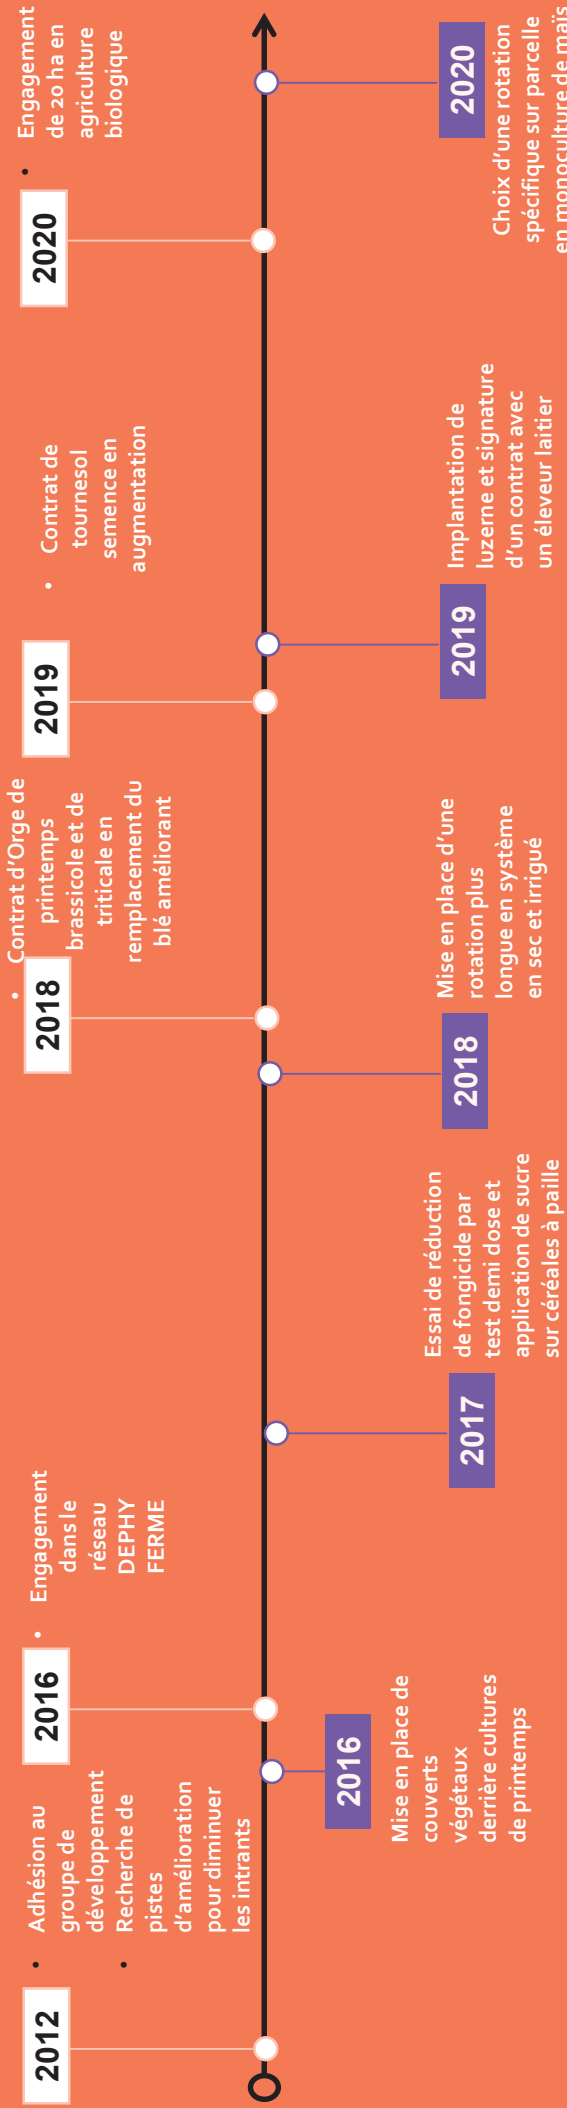 2012
• Adhésion au
groupe de
développement
• Recherche de
pistes
d'amélioration
pour diminuer
les intrants
2016
• Engagement
dans le
réseau
DEPHY
FERME
2018
• Contrat d'Orge de
printemps
brassicole et de
triticale en
remplacement du
blé améliorant
2019
• Contrat de
tournesol
semence en
augmentation
2020
• Engagement
de 20 ha en
agriculture
biologique
2016
Mise en place de
couverts
végétaux
derrière cultures
de printemps
2017
Essai de réduction
de fongicide par
test demi dose et
application de sucre
sur céréales à paille
2018
Mise en place d'une
rotation plus
longue en système
en sec et irrigué
2019
Implantation de
luzerne et signature
d'un contrat avec
un éleveur laitier
2020
Choix d'une rotation
spécifique sur parcelle
en monoculture de maïs